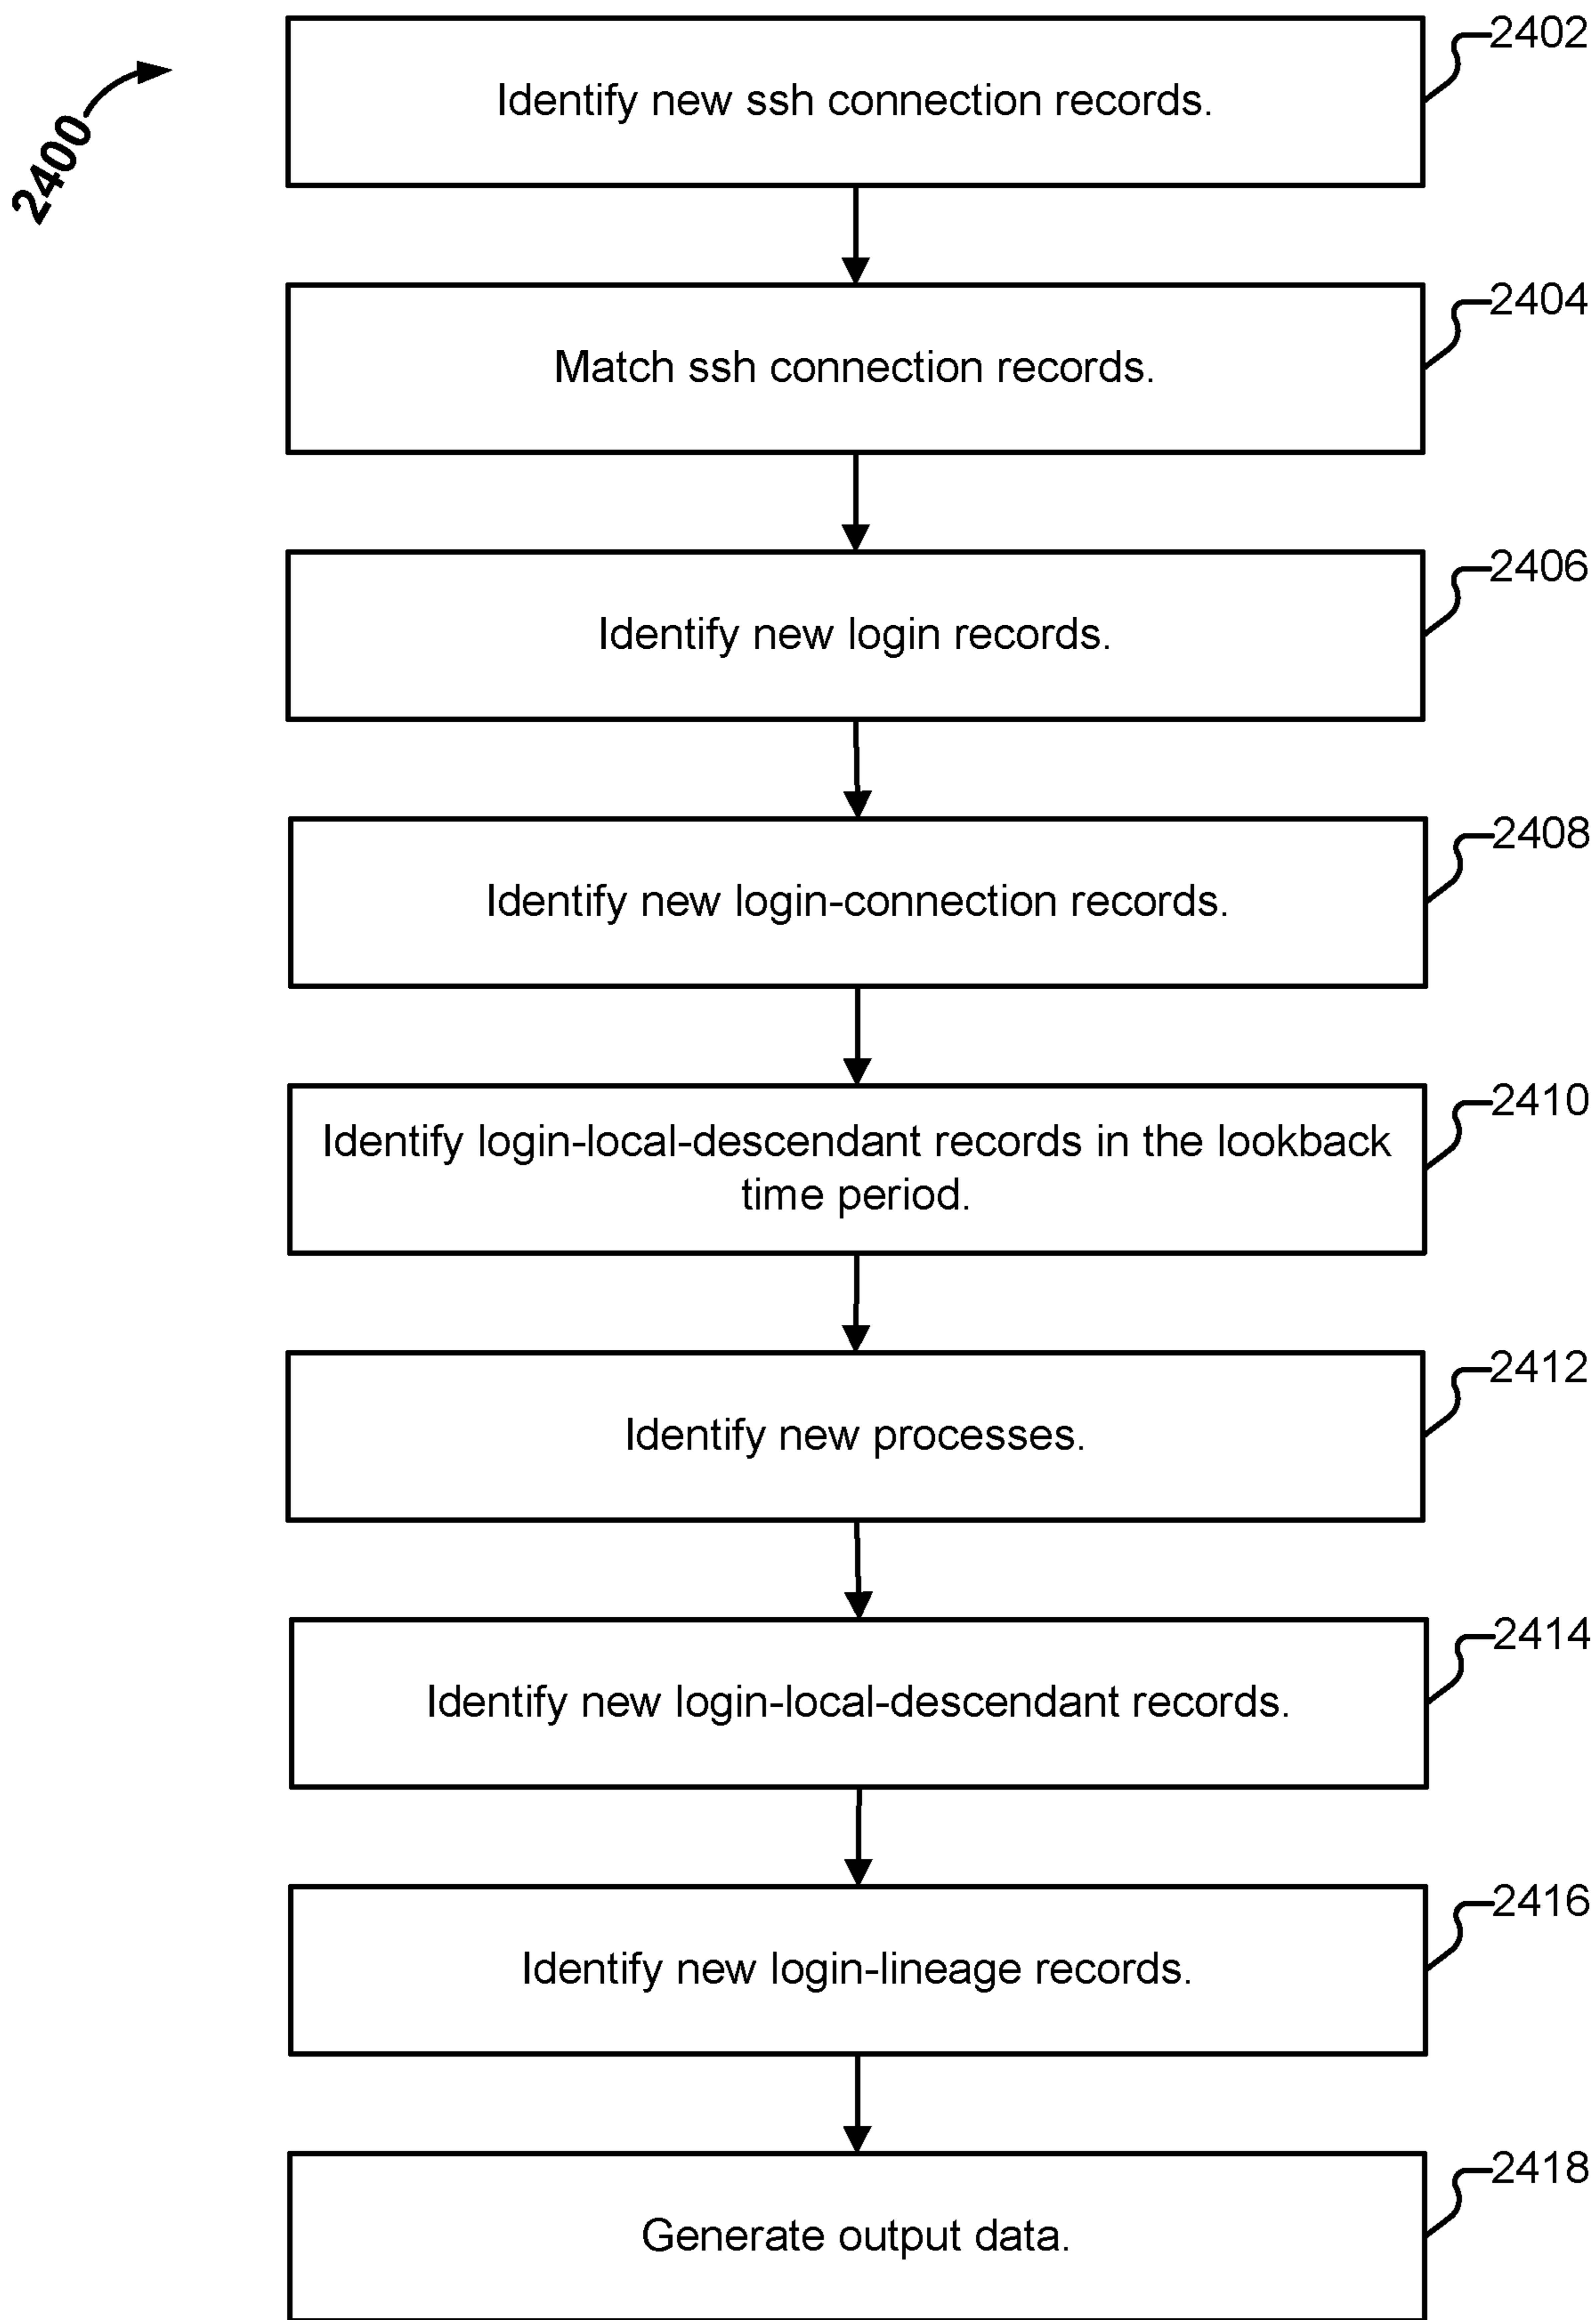 2400
2402
Identify new ssh connection records.
2404
Match ssh connection records.
2406
Identify new login records.
2408
Identify new login-connection records.
2410
Identify login-local-descendant records in the lookback
time period.
2412
Identify new processes.
2414
Identify new login-local-descendant records.
2416
Identify new login-lineage records.
2418
Generate output data.